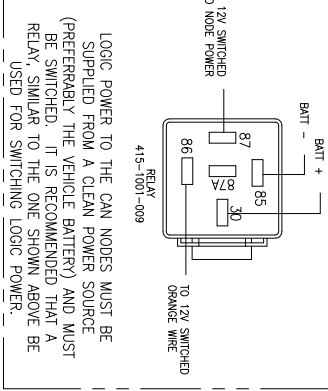 12V SWITCHED
NODE POWER
87
86
87A
85
30
BATT -
BATT +
TO 12V SWITCHED
ORANGE WIRE
RELAY
415-1001-009
LOGIC POWER TO THE CAN NODES MUST BE
SUPPLIED FROM A CLEAN POWER SOURCE
(PREFERRABLY THE VEHICLE BATTERY) AND MUST
BE SWITCHED. IT IS RECOMMENDED THAT A
RELAY, SIMILAR TO THE ONE SHOWN ABOVE BE
USED FOR SWITCHING LOGIC POWER.